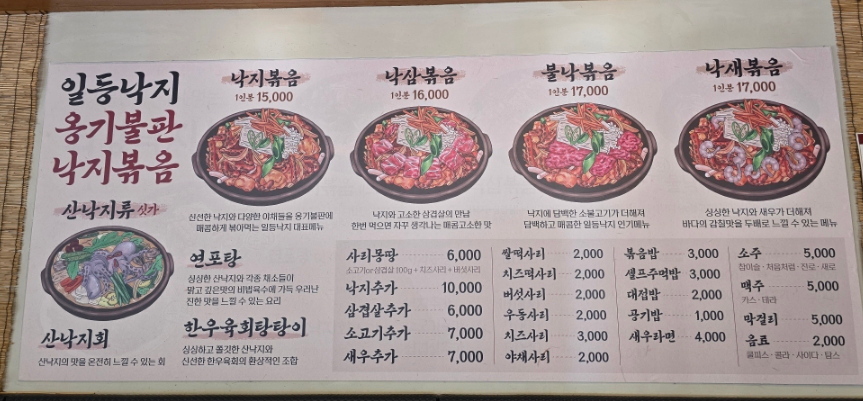 일등낙지
옹기불판
낙지볶음
낙지볶음
1인분 15,000
신선한 낙지와 다양한 야채들을 옹기불판에
매콤하게 볶아먹는 일등낙지 대표메뉴
낙삼볶음
1인분 16,000
낙지와 고소한 삼겹살의 만남
한번 먹으면 자꾸 생각나는 매콤고소한 맛
불낙볶음
1인분 17,000
낙지에 담백한 소불고기가 더해져
담백하고 매콤한 일등낙지 인기메뉴
낙새볶음
1인분 17,000
싱싱한 낙지와 새우가 더해져
바다의 감칠맛을 두배로 느낄 수 있는 메뉴
산낙지류 싯가
연포탕
싱싱한 산낙지와 각종 채소들이
맑고 깊은맛의 비법육수에 가득 우러난
진한 맛을 느낄 수 있는 요리
산낙지회
산낙지의 맛을 온전히 느낄 수 있는 회
한우육회탕탕이
싱싱하고 쫄깃한 산낙지와
신선한 한우육회의 환상적인 조합
사리몽땅 6,000
소고기or삼겹살 100g + 치즈사리 + 버섯사리
낙지추가 10,000
삼겹살추가 6,000
소고기추가 7,000
새우추가 7,000
쌀떡사리 2,000
치즈떡사리 2,000
버섯사리 2,000
우동사리 2,000
치즈사리 3,000
야채사리 2,000
볶음밥 3,000
셀프주먹밥 3,000
대접밥 2,000
공기밥 1,000
새우라면 4,000
소주 5,000
참이슬 · 처음처럼 · 진로 · 새로
맥주 5,000
카스 · 테라
막걸리 5,000
음료 2,000
쿨피스 · 콜라 · 사이다 · 탐스